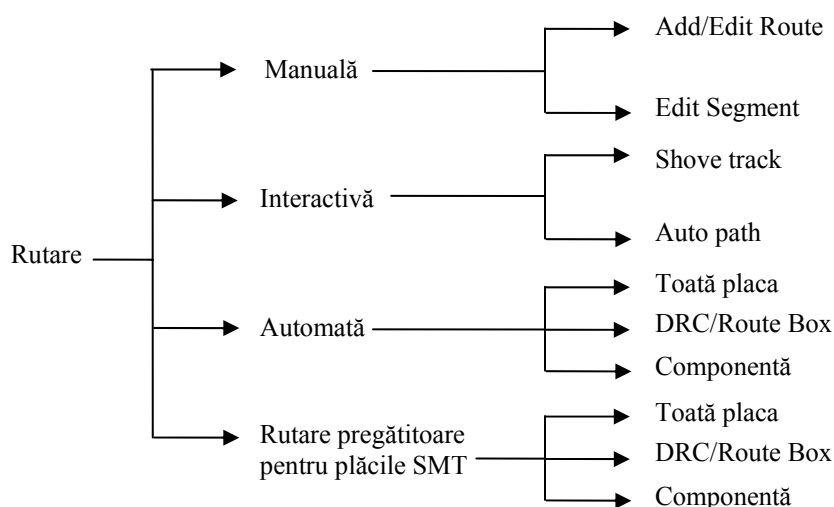 Rutare
Manuală
Add/Edit Route
Edit Segment
Interactivă
Shove track
Auto path
Automată
Toată placa
DRC/Route Box
Componentă
Rutare pregătitoare
pentru plăcile SMT
Toată placa
DRC/Route Box
Componentă